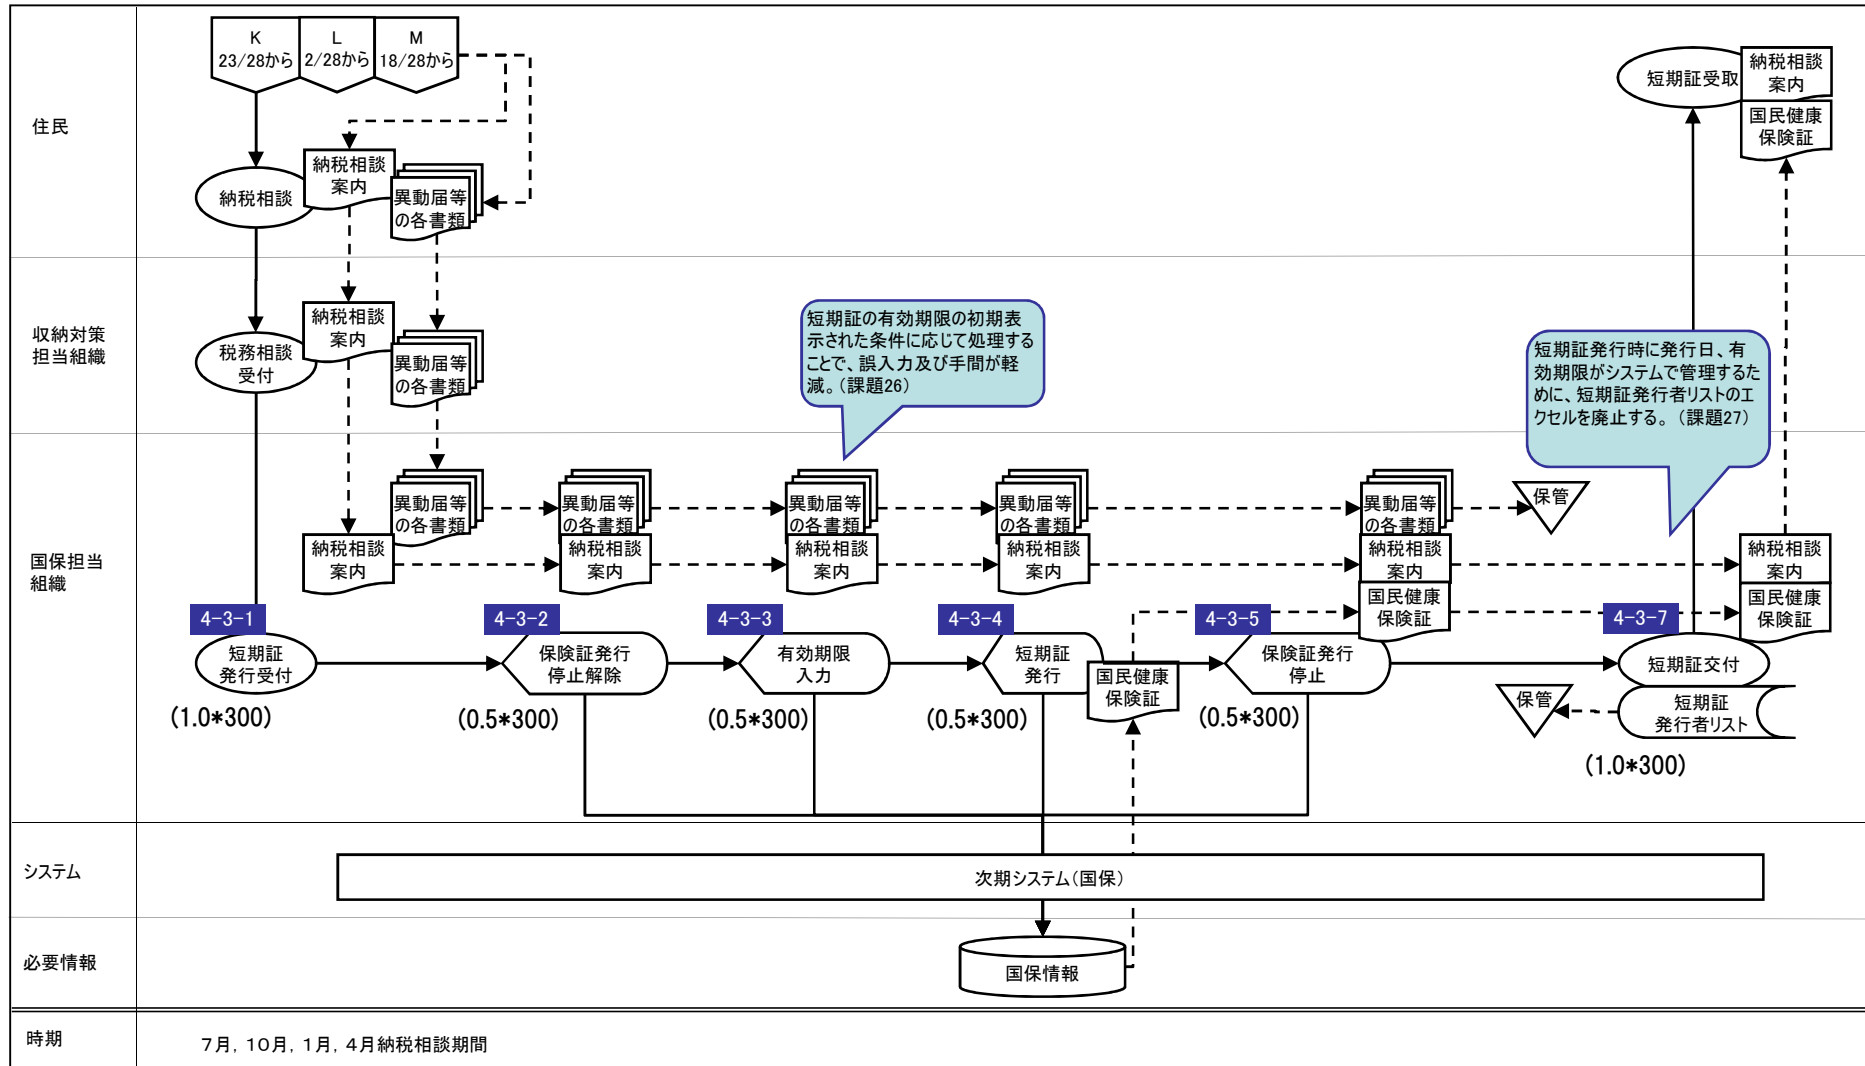 K
23/28から
L
2/28から
M
18/28から
短期証受取
納税相談
案内
国民健康
保険証
住民
納税相談
納税相談
案内
異動届等
の各書類
収納対策
担当組織
税務相談
受付
納税相談
案内
異動届等
の各書類
短期証の有効期限の初期表
示された条件に応じて処理する
ことで、誤入力及び手間が軽
減。（課題26）
短期証発行時に発行日、有
効期限がシステムで管理するた
めに、短期証発行者リストのエ
クセルを廃止する。（課題27）
国保担当
組織
異動届等
の各書類
異動届等
の各書類
異動届等
の各書類
異動届等
の各書類
異動届等
の各書類
保管
納税相談
案内
納税相談
案内
納税相談
案内
納税相談
案内
納税相談
案内
納税相談
案内
国民健康
保険証
国民健康
保険証
4-3-1
4-3-2
4-3-3
4-3-4
4-3-5
4-3-7
短期証
発行受付
保険証発行
停止解除
有効期限
入力
短期証
発行
国民健康
保険証
保険証発行
停止
短期証交付
保管
短期証
発行者リスト
(1.0*300)
(0.5*300)
(0.5*300)
(0.5*300)
(0.5*300)
(1.0*300)
システム
次期システム（国保）
必要情報
国保情報
時期
７月，１０月，１月，４月納税相談期間